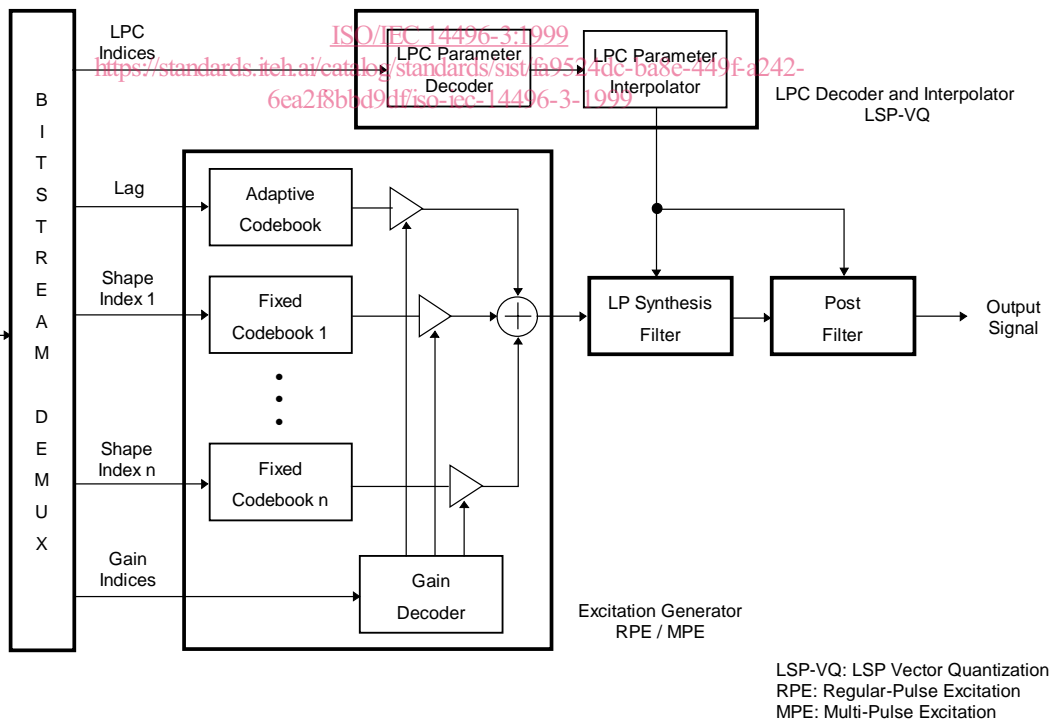 LPC
Indices
ISO/IEC 14496-3:1999
https://standards.iteh.ai/catalog/standards/sist/fa9524dc-ba8e-449f-a242-
6ea2f8bbd9df/iso-iec-14496-3-1999
LPC Parameter
Decoder
LPC Parameter
Interpolator
LPC Decoder and Interpolator
LSP-VQ
B
I
T
S
T
R
E
A
M
D
E
M
U
X
Lag
Adaptive
Codebook
Shape
Index 1
Fixed
Codebook 1
LP Synthesis
Filter
Post
Filter
Output
Signal
Shape
Index n
Fixed
Codebook n
Gain
Indices
Gain
Decoder
Excitation Generator
RPE / MPE
LSP-VQ: LSP Vector Quantization
RPE: Regular-Pulse Excitation
MPE: Multi-Pulse Excitation